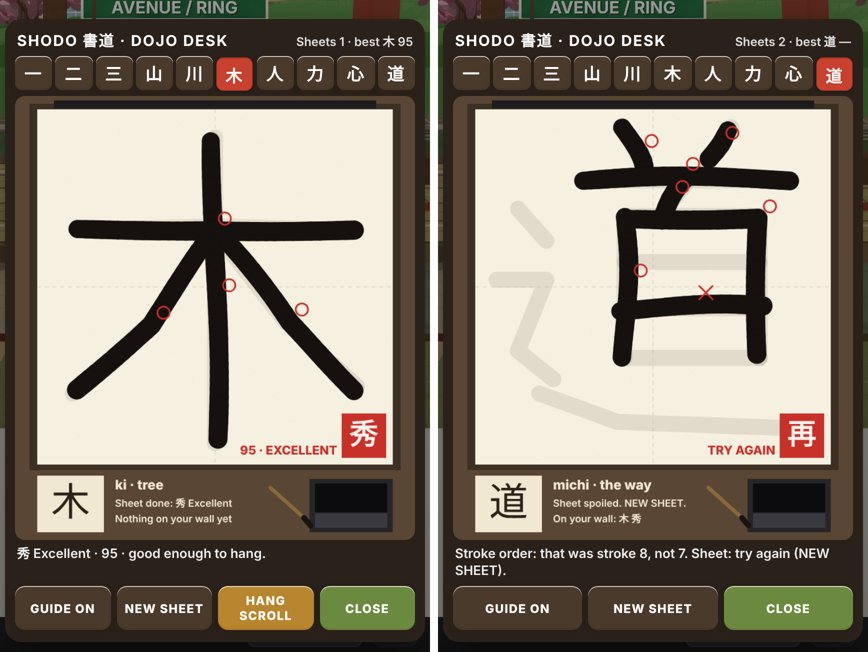 AVENUE / RING
SHODO 書道 · DOJO DESK
Sheets 1 · best 木 95
一 二 三 山 川 木 人 力 心 道
木
95 · EXCELLENT
秀
木
ki · tree
Sheet done: 秀 Excellent
Nothing on your wall yet
秀 Excellent · 95 · good enough to hang.
GUIDE ON
NEW SHEET
HANG
SCROLL
CLOSE
AVENUE / RING
SHODO 書道 · DOJO DESK
Sheets 2 · best 道 —
一 二 三 山 川 木 人 力 心 道
TRY AGAIN
再
道
michi · the way
Sheet spoiled. NEW SHEET.
On your wall: 木 秀
Stroke order: that was stroke 8, not 7. Sheet: try again (NEW
SHEET).
GUIDE ON
NEW SHEET
CLOSE